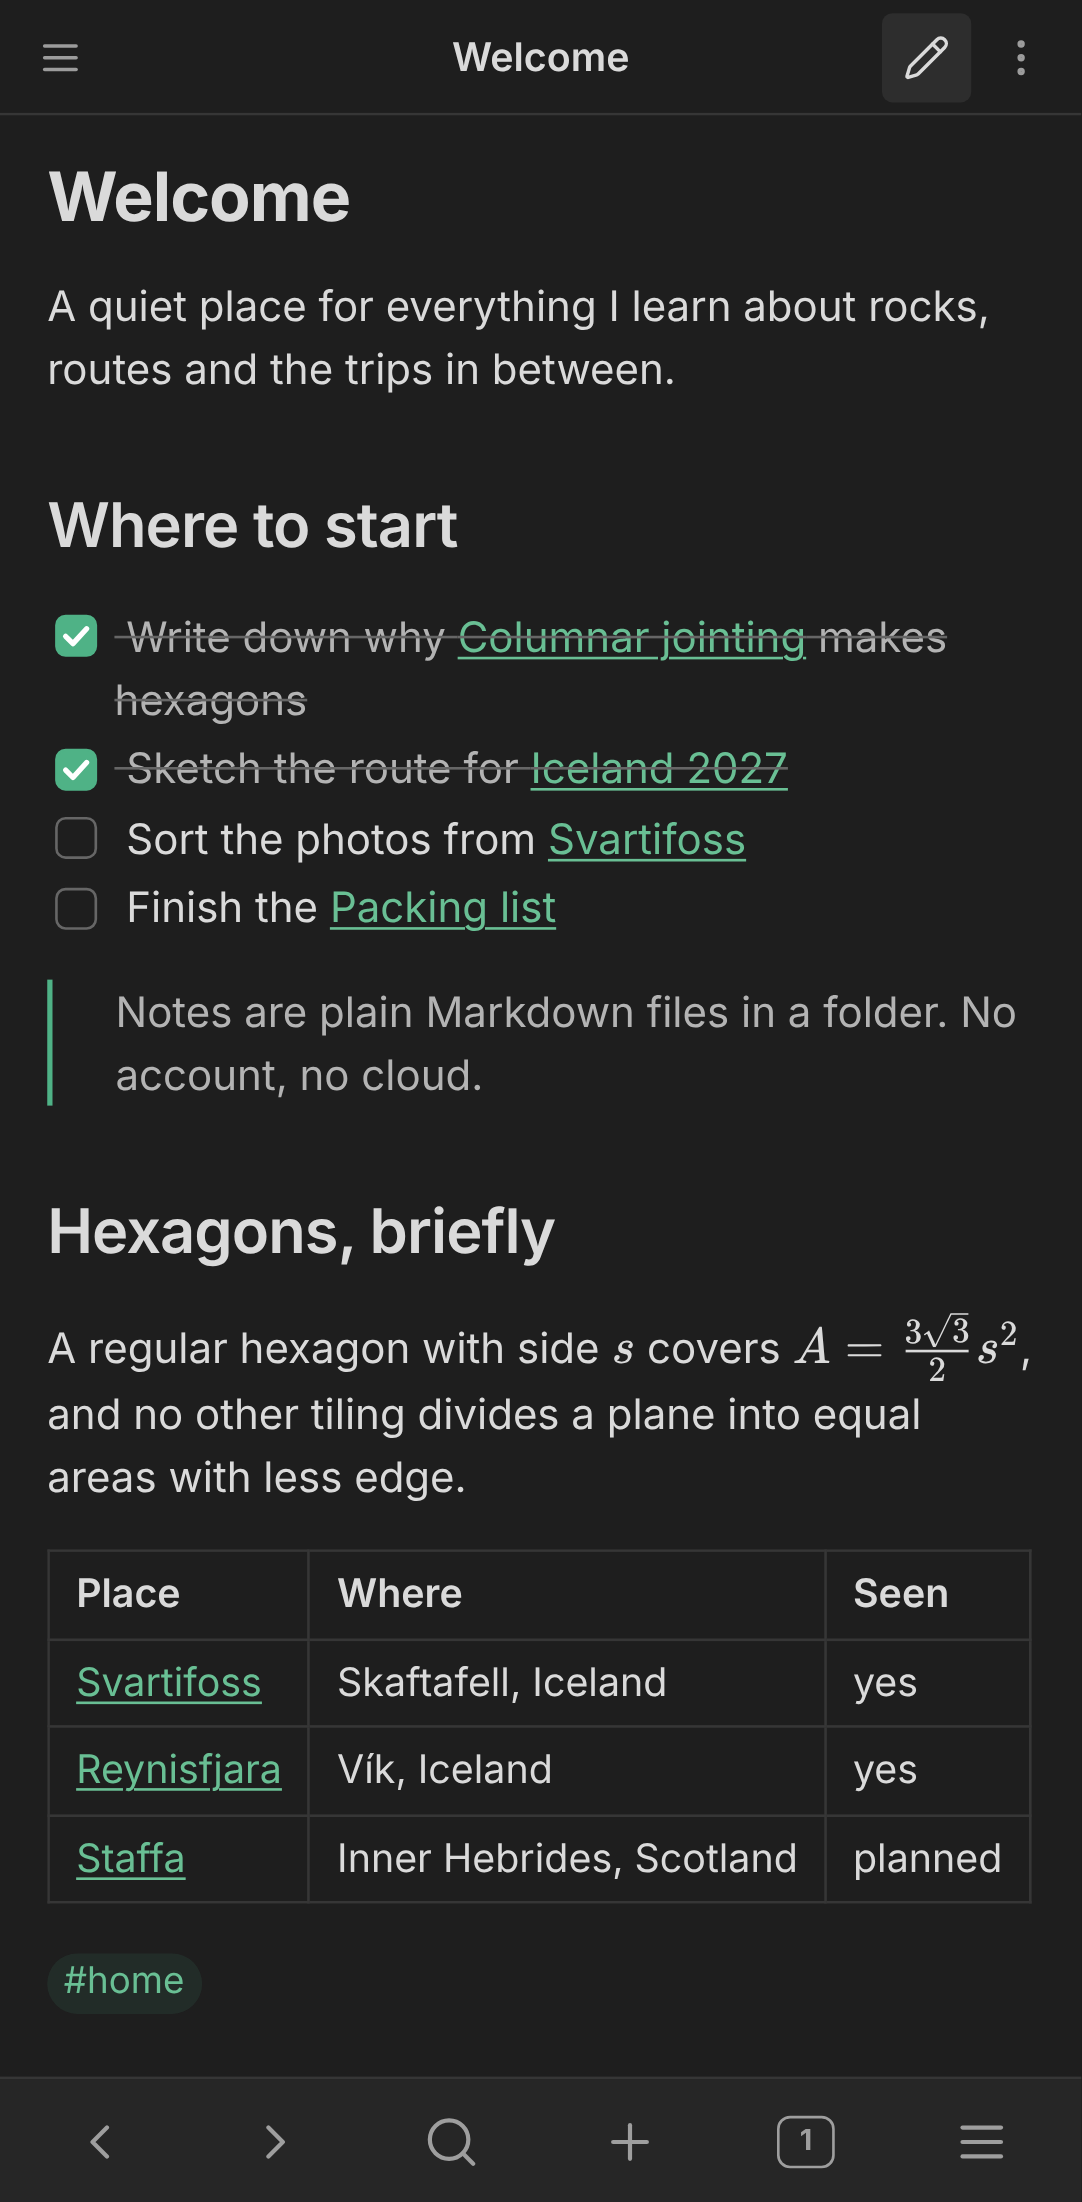 Welcome
Welcome
A quiet place for everything I learn about rocks,
routes and the trips in between.
Where to start
Write down why Columnar jointing makes
hexagons
Sketch the route for Iceland 2027
Sort the photos from Svartifoss
Finish the Packing list
Notes are plain Markdown files in a folder. No
account, no cloud.
Hexagons, briefly
A regular hexagon with side s covers A = 3√3/2 s²,
and no other tiling divides a plane into equal
areas with less edge.
Place Where Seen
Svartifoss Skaftafell, Iceland yes
Reynisfjara Vík, Iceland yes
Staffa Inner Hebrides, Scotland planned
#home
1